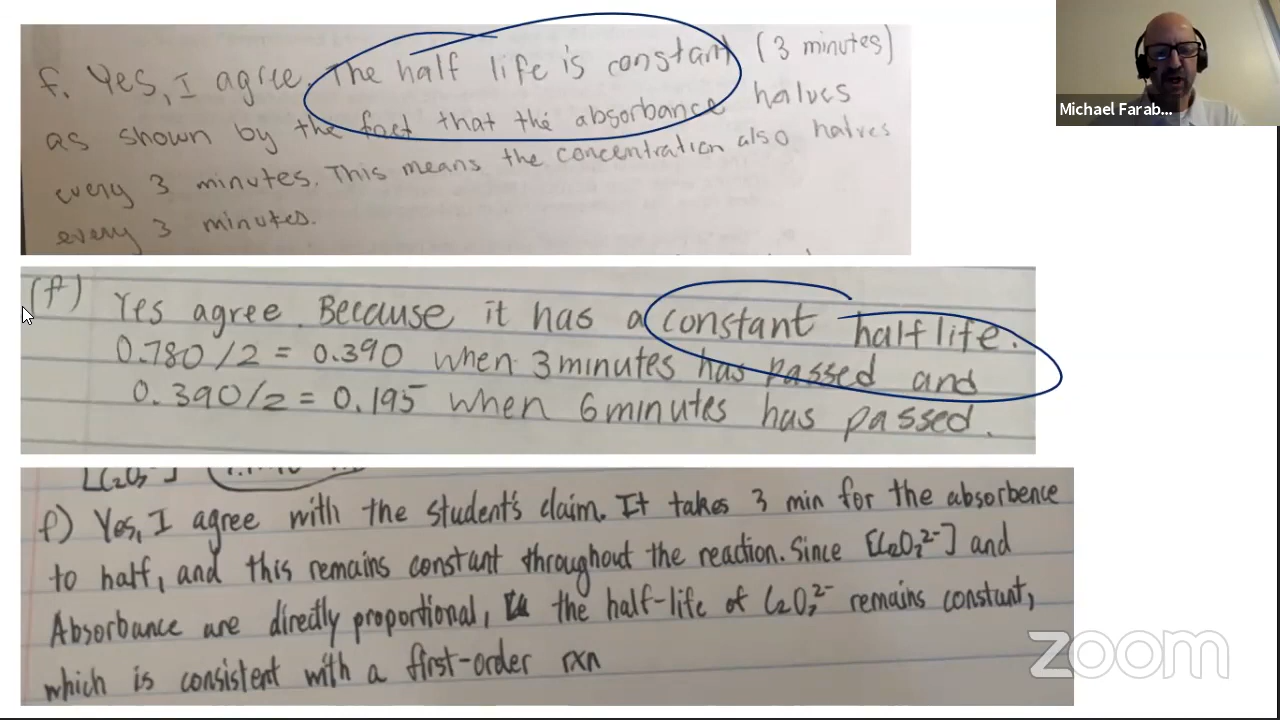 f. Yes, I agree. The half life is constant (3 minutes)
as shown by the fact that the absorbance halves
every 3 minutes. This means the concentration also halves
every 3 minutes.
Michael Farab...
(f) Yes agree. Because it has a constant half life.
0.780/2 = 0.390 when 3 minutes has passed and
0.390/2 = 0.195 when 6 minutes has passed.
f) Yes, I agree with the student's claim. It takes 3 min for the absorbence
to half, and this remains constant throughout the reaction. Since [Cr₂O₇²⁻] and
Absorbance are directly proportional, the half-life of Cr₂O₇²⁻ remains constant,
which is consistent with a first-order rxn
zoom